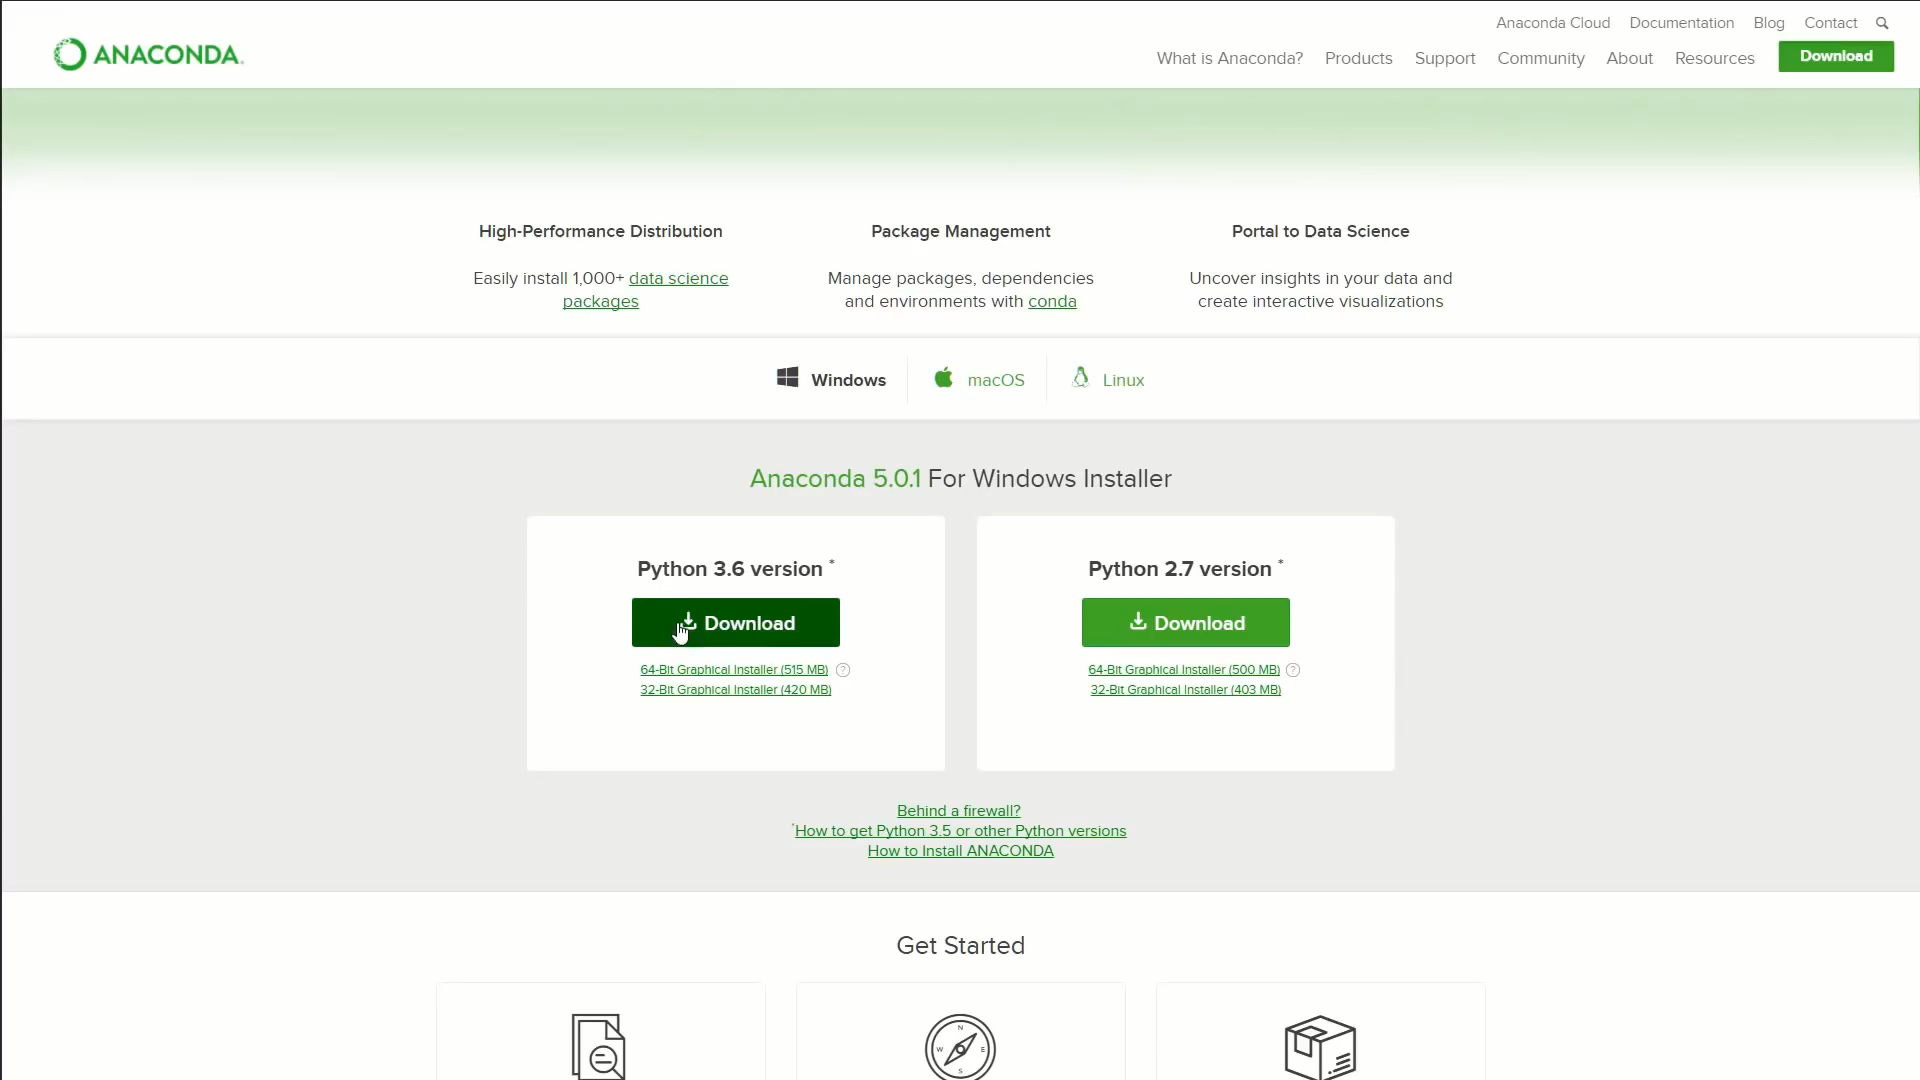 Anaconda Cloud Documentation Blog Contact
ANACONDA.
What is Anaconda? Products Support Community About Resources Download
High-Performance Distribution
Easily install 1,000+ data science
packages
Package Management
Manage packages, dependencies
and environments with conda
Portal to Data Science
Uncover insights in your data and
create interactive visualizations
Windows macOS Linux
Anaconda 5.0.1 For Windows Installer
Python 3.6 version *
Download
64-Bit Graphical Installer (515 MB) ?
32-Bit Graphical Installer (420 MB)
Python 2.7 version *
Download
64-Bit Graphical Installer (500 MB) ?
32-Bit Graphical Installer (403 MB)
Behind a firewall?
*How to get Python 3.5 or other Python versions
How to Install ANACONDA
Get Started
N
W E
S